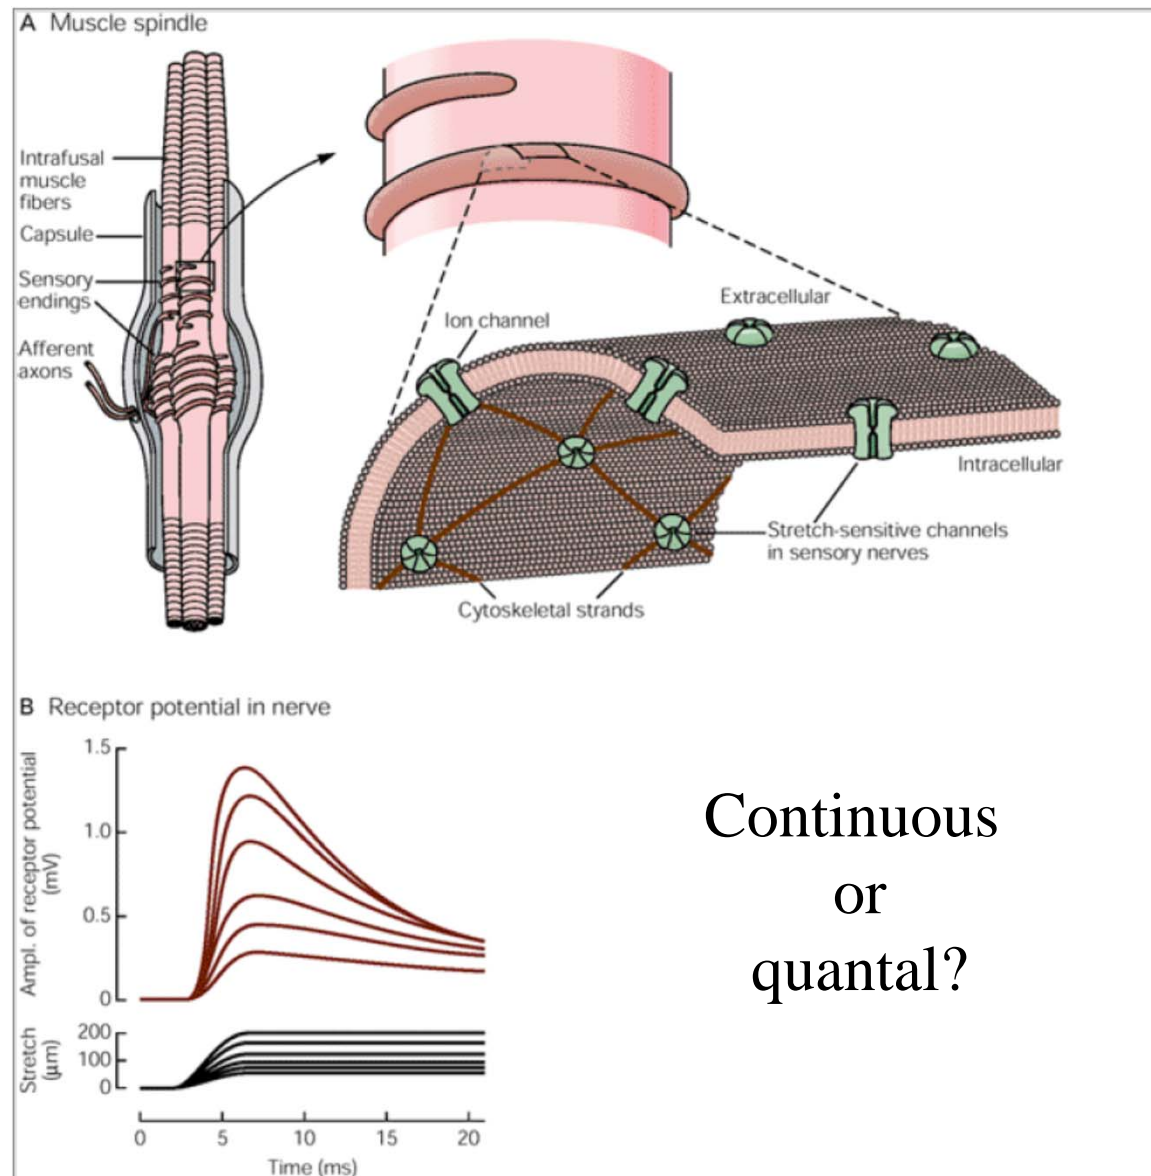 A Muscle spindle
Intrafusal
muscle
fibers
Capsule
Sensory
endings
Afferent
axons
Ion channel
Extracellular
Intracellular
Stretch-sensitive channels
in sensory nerves
Cytoskeletal strands
B Receptor potential in nerve
Ampl. of receptor potential
(mV)
1.5
1.0
0.5
0
Stretch
(μm)
200
100
0
0 5 10 15 20
Time (ms)
Continuous
or
quantal?